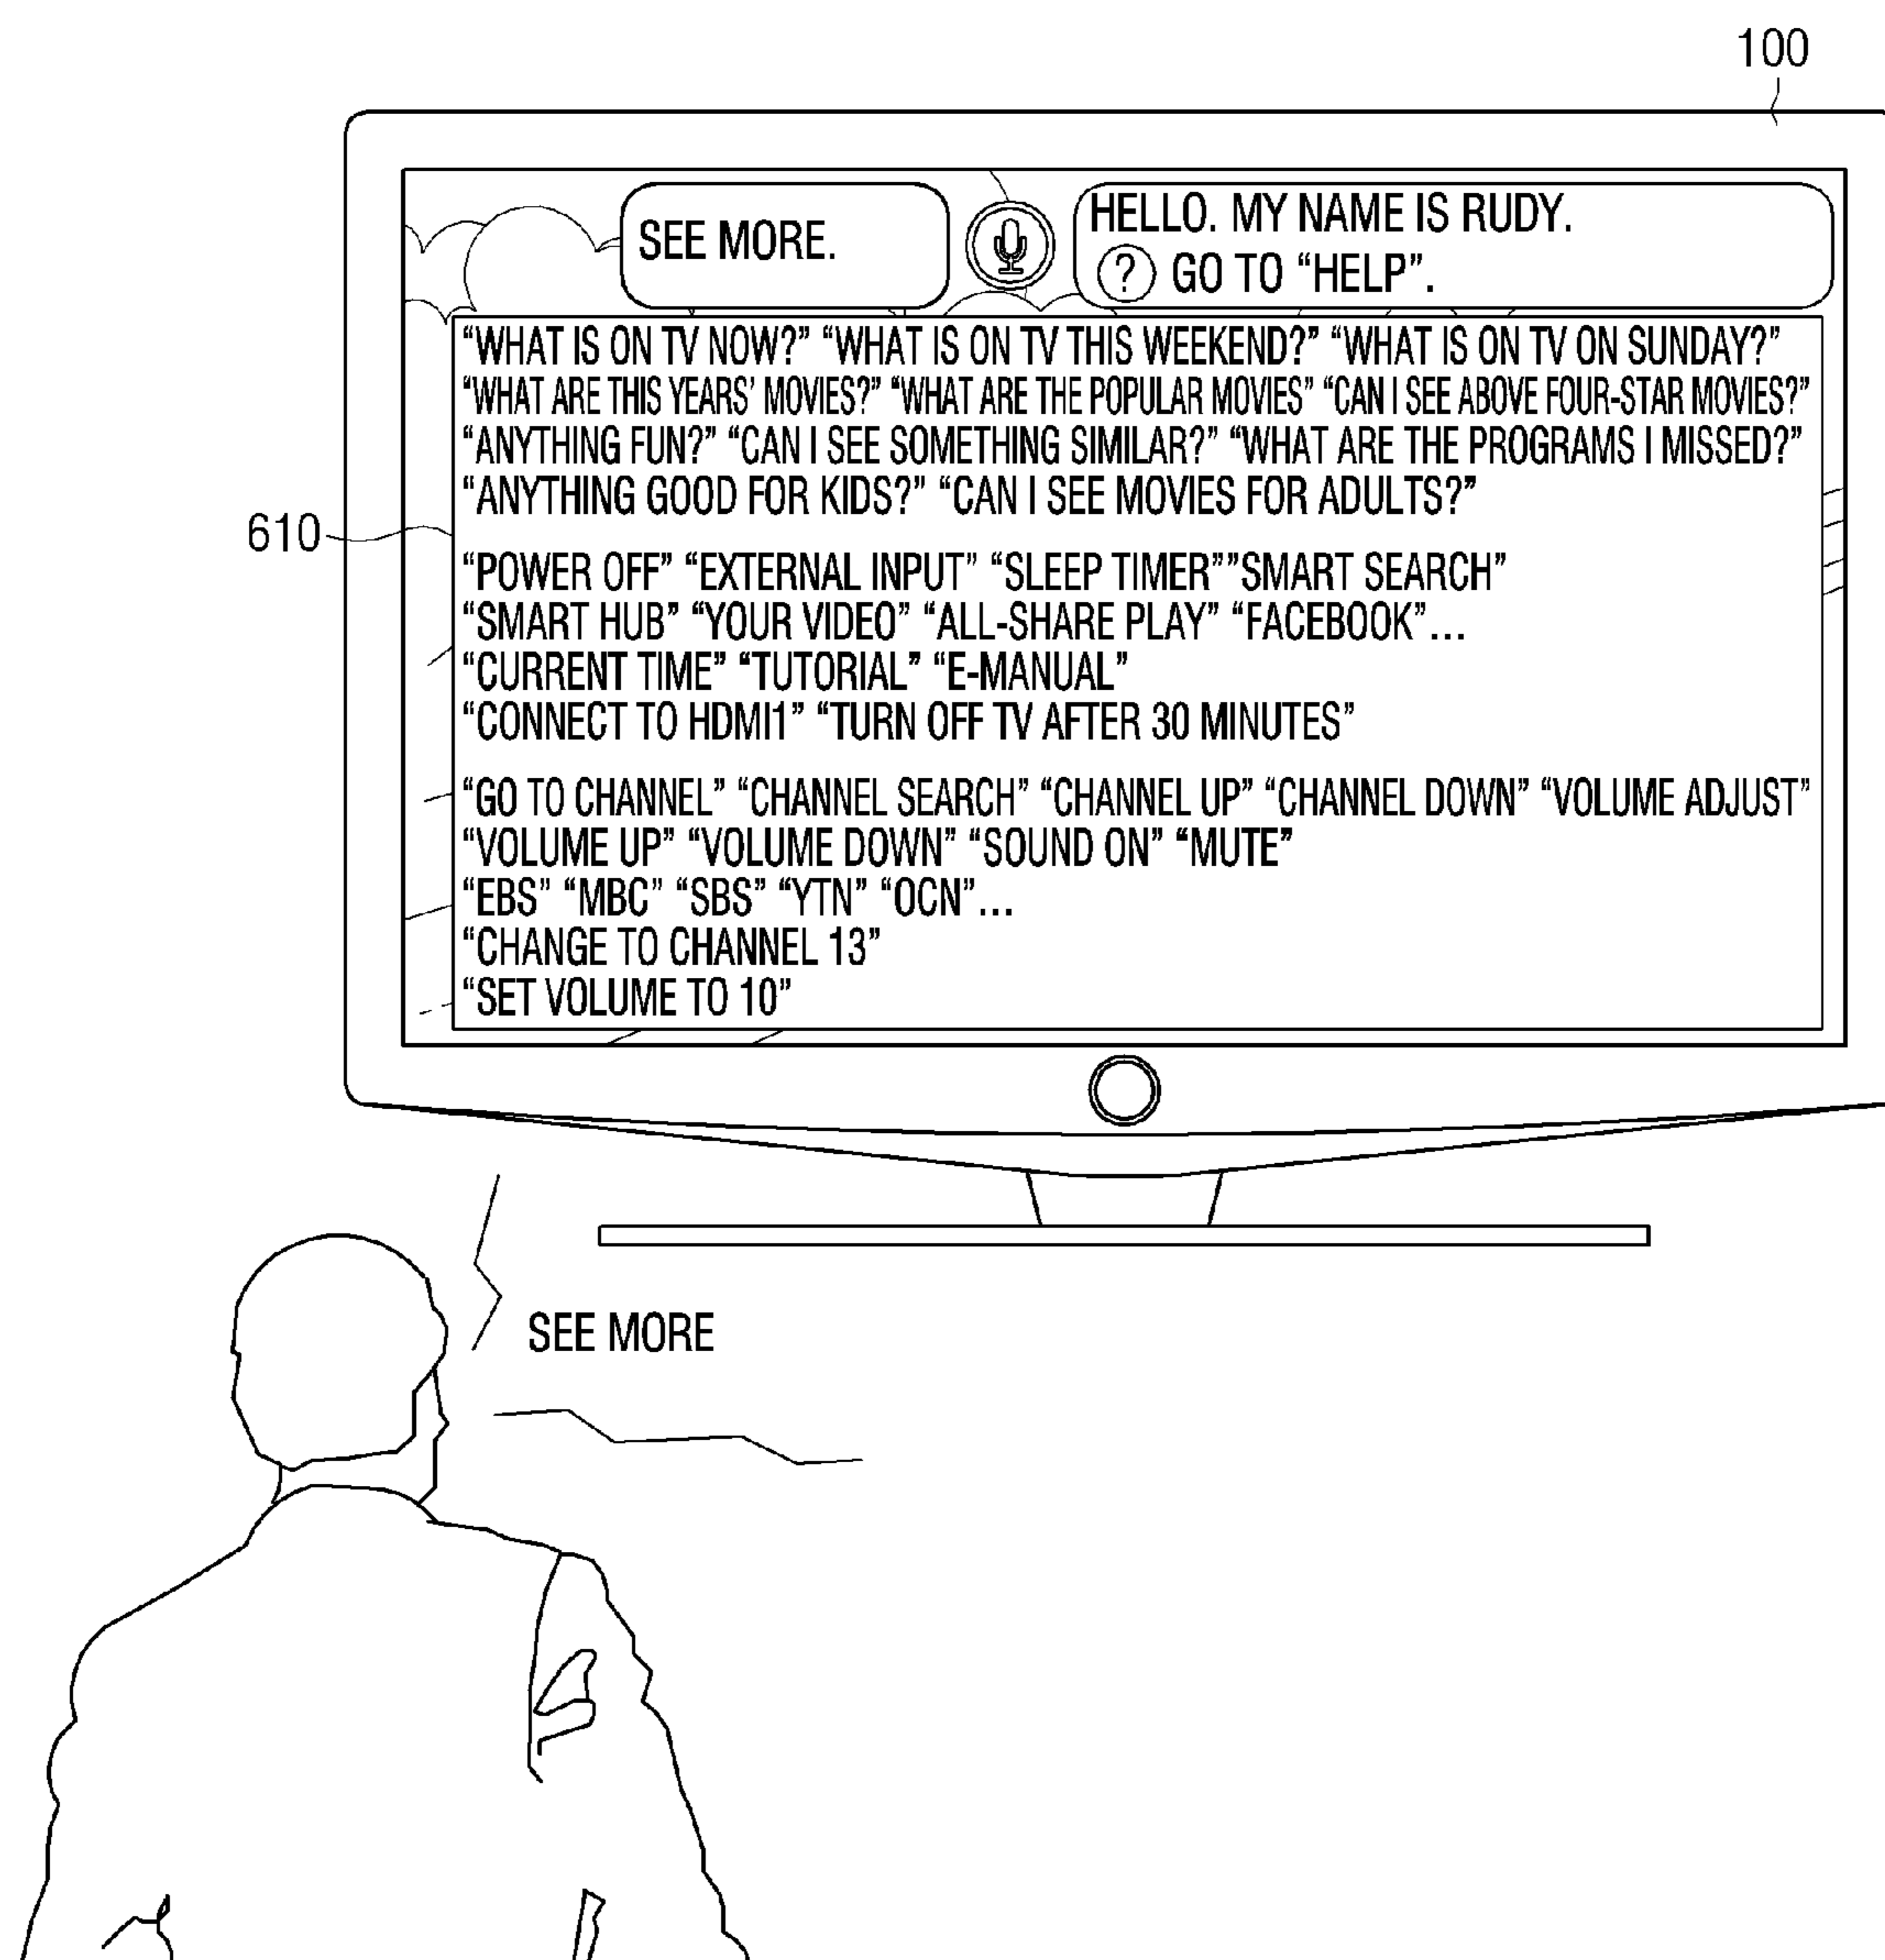 100
SEE MORE.
HELLO. MY NAME IS RUDY.
? GO TO “HELP”.
“WHAT IS ON TV NOW?” “WHAT IS ON TV THIS WEEKEND?” “WHAT IS ON TV ON SUNDAY?”
“WHAT ARE THIS YEARS’ MOVIES?” “WHAT ARE THE POPULAR MOVIES” “CAN I SEE ABOVE FOUR-STAR MOVIES?”
“ANYTHING FUN?” “CAN I SEE SOMETHING SIMILAR?” “WHAT ARE THE PROGRAMS I MISSED?”
“ANYTHING GOOD FOR KIDS?” “CAN I SEE MOVIES FOR ADULTS?”
610
“POWER OFF” “EXTERNAL INPUT” “SLEEP TIMER””SMART SEARCH”
“SMART HUB” “YOUR VIDEO” “ALL-SHARE PLAY” “FACEBOOK”...
“CURRENT TIME” “TUTORIAL” “E-MANUAL”
“CONNECT TO HDMI1” “TURN OFF TV AFTER 30 MINUTES”
“GO TO CHANNEL” “CHANNEL SEARCH” “CHANNEL UP” “CHANNEL DOWN” “VOLUME ADJUST”
“VOLUME UP” “VOLUME DOWN” “SOUND ON” “MUTE”
“EBS” “MBC” “SBS” “YTN” “OCN”...
“CHANGE TO CHANNEL 13”
“SET VOLUME TO 10”
SEE MORE